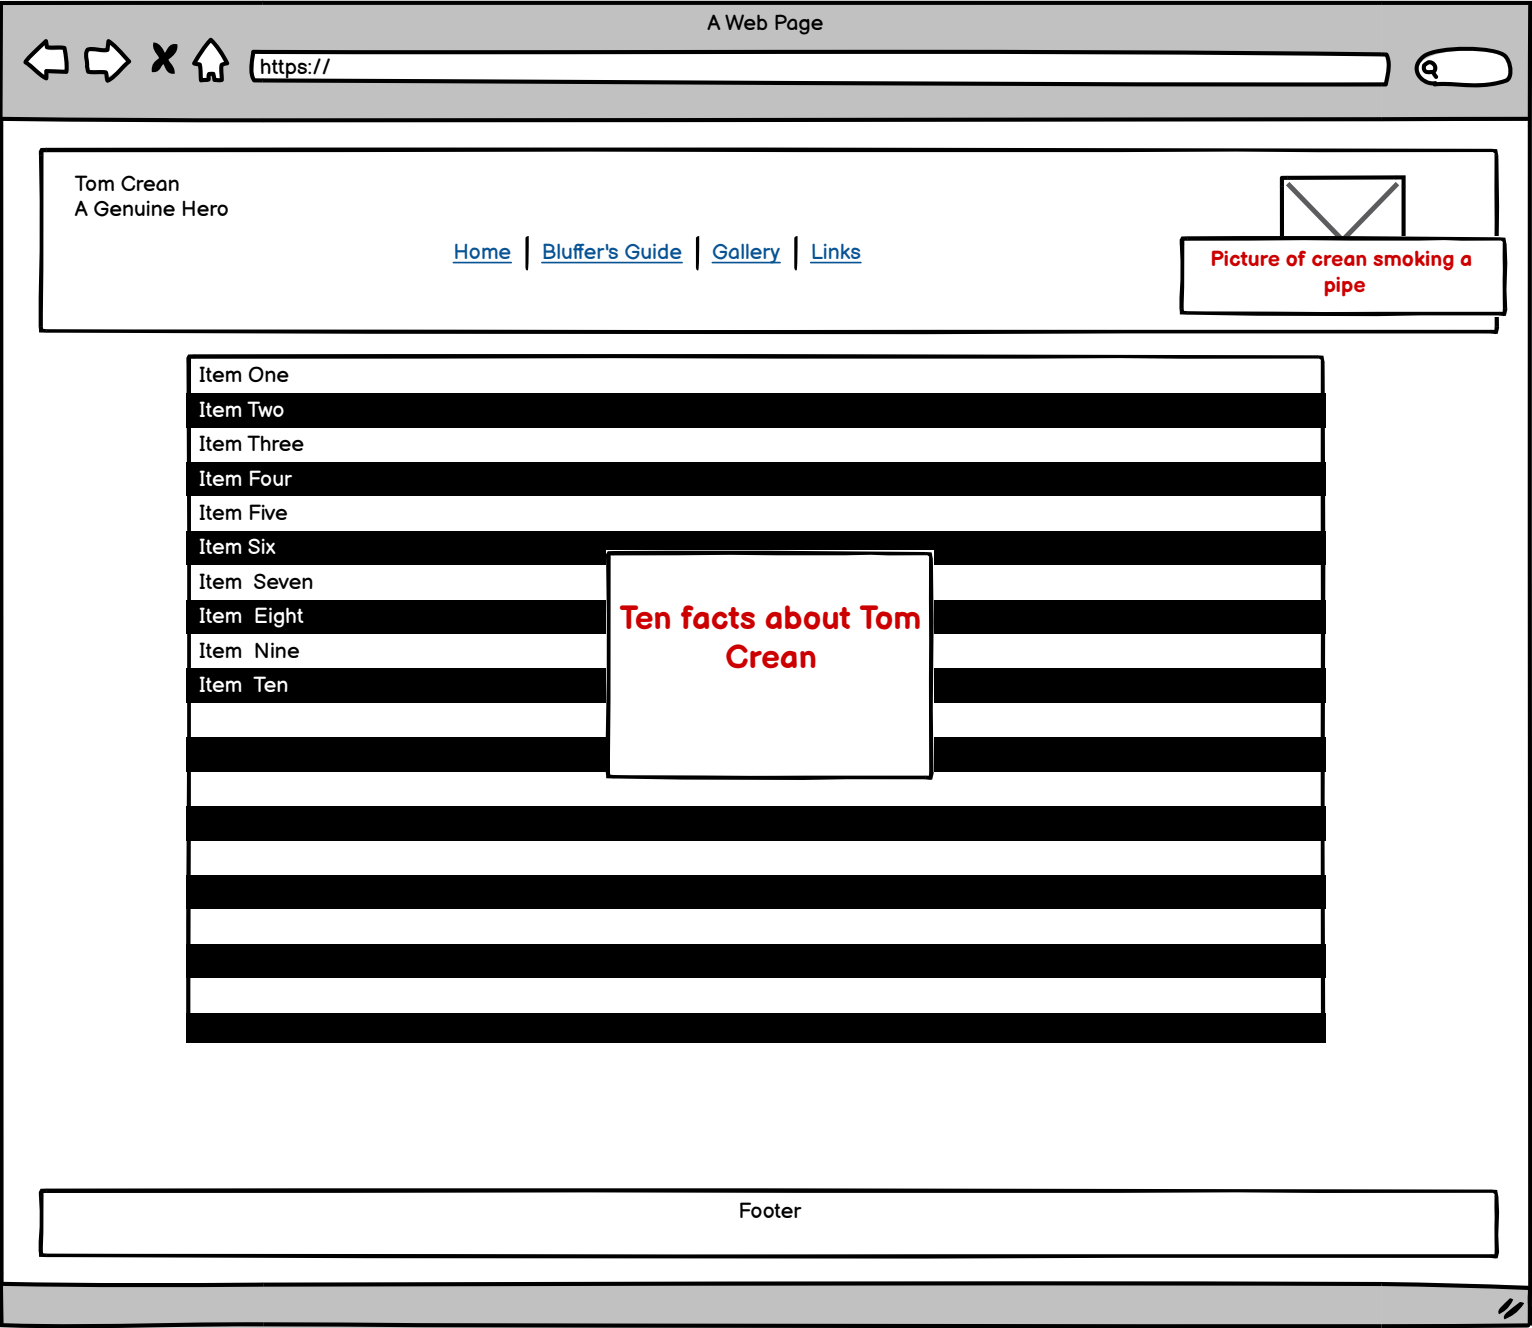 A Web Page
https://
Tom Crean
A Genuine Hero
Home
Bluffer's Guide
Gallery
Links
Picture of crean smoking a
pipe
Item One
Item Two
Item Three
Item Four
Item Five
Item Six
Item Seven
Item Eight
Item Nine
Item Ten
Ten facts about Tom
Crean
Footer